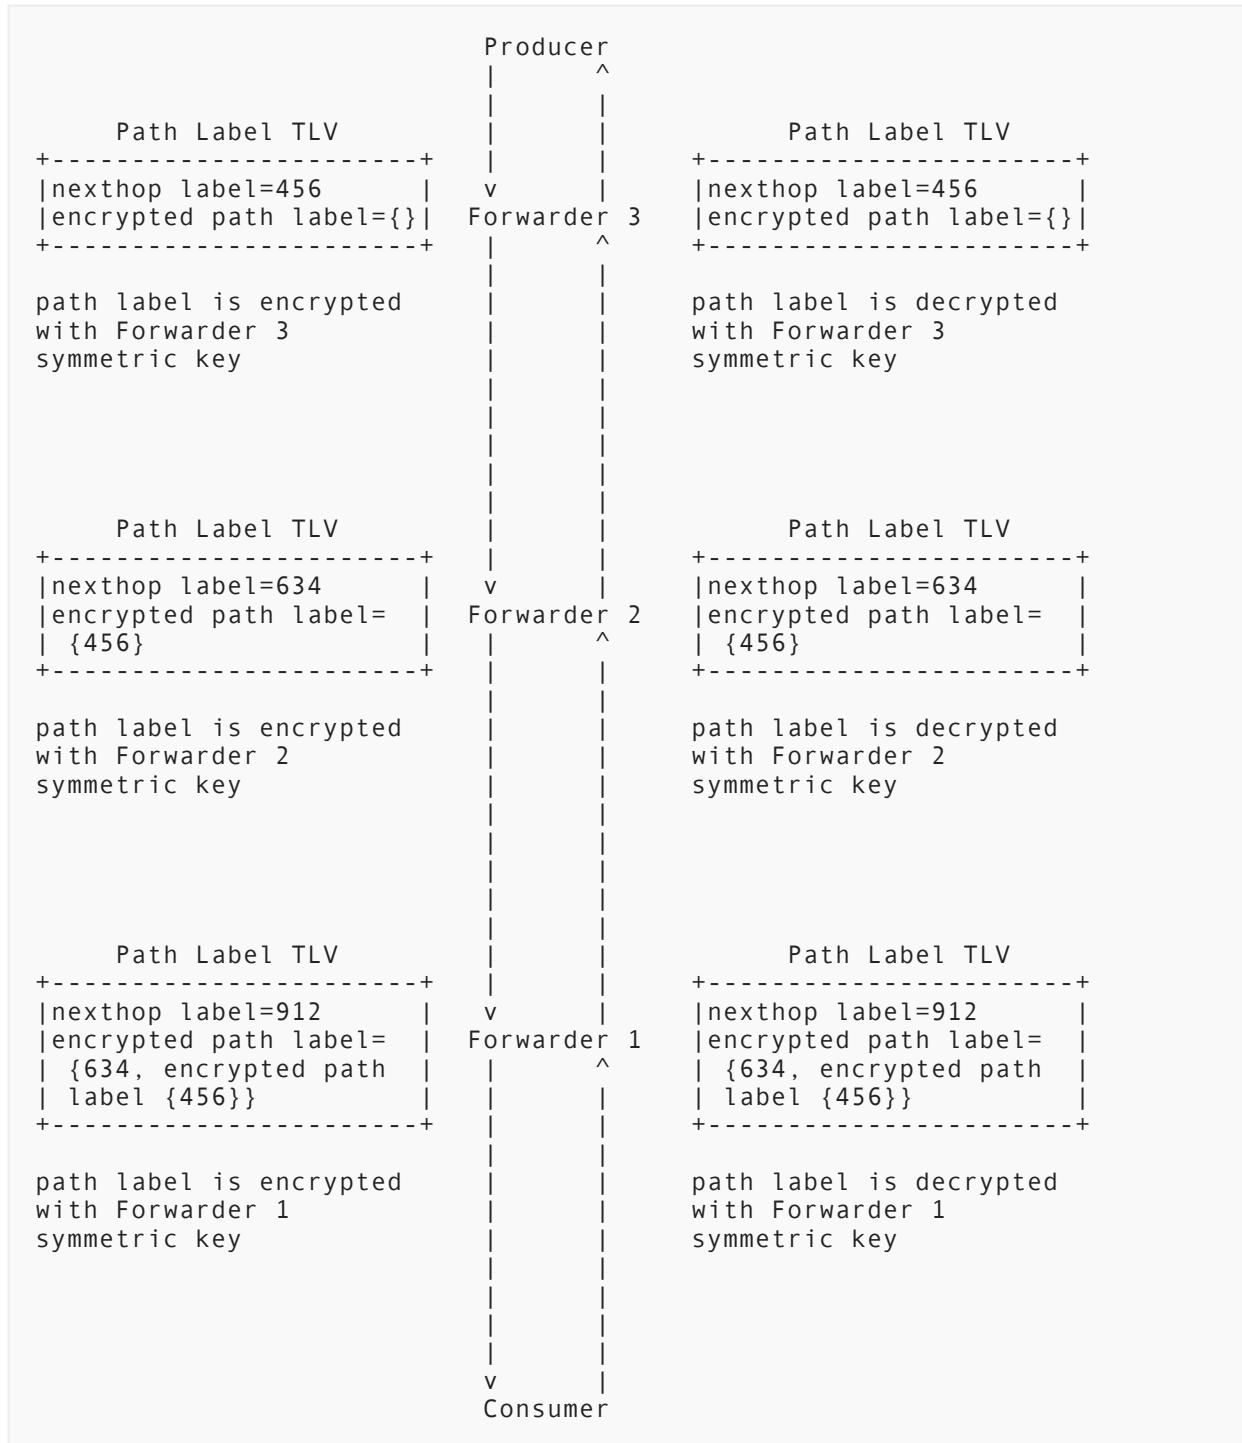 Producer
                            |      ^
                            |      |
     Path Label TLV         |      |           Path Label TLV
+-----------------------+   |      |     +-----------------------+
|nexthop label=456      |   v      |     |nexthop label=456      |
|encrypted path label={}|  Forwarder 3   |encrypted path label={}|
+-----------------------+   |      ^     +-----------------------+
                            |      |
path label is encrypted     |      |     path label is decrypted
with Forwarder 3            |      |     with Forwarder 3
symmetric key               |      |     symmetric key
                            |      |
                            |      |
                            |      |
                            |      |
                            |      |
     Path Label TLV         |      |           Path Label TLV
+-----------------------+   |      |     +-----------------------+
|nexthop label=634      |   v      |     |nexthop label=634      |
|encrypted path label=  |  Forwarder 2   |encrypted path label=  |
| {456}                 |   |      ^     | {456}                 |
+-----------------------+   |      |     +-----------------------+
                            |      |
path label is encrypted     |      |     path label is decrypted
with Forwarder 2            |      |     with Forwarder 2
symmetric key               |      |     symmetric key
                            |      |
                            |      |
                            |      |
                            |      |
                            |      |
     Path Label TLV         |      |           Path Label TLV
+-----------------------+   |      |     +-----------------------+
|nexthop label=912      |   v      |     |nexthop label=912      |
|encrypted path label=  |  Forwarder 1   |encrypted path label=  |
| {634, encrypted path  |   |      ^     | {634, encrypted path  |
| label {456}}          |   |      |     | label {456}}          |
+-----------------------+   |      |     +-----------------------+
                            |      |
path label is encrypted     |      |     path label is decrypted
with Forwarder 1            |      |     with Forwarder 1
symmetric key               |      |     symmetric key
                            |      |
                            |      |
                            |      |
                            |      |
                            v      |
                            Consumer